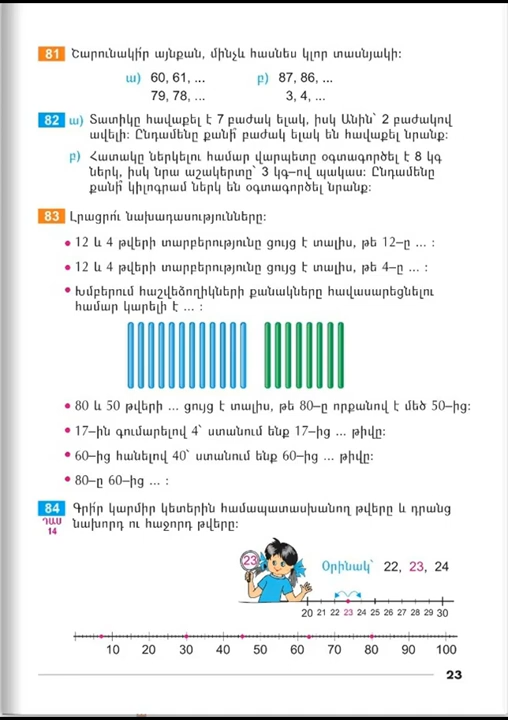 81 Շարունակի՛ր այնքան, մինչև հասնես կլոր տասնյակի:
ա) 60, 61, ... բ) 87, 86, ...
79, 78, ... 3, 4, ...
82 ա) Տատիկը հավաքել է 7 բաժակ ելակ, իսկ Անին՝ 2 բաժակով
ավելի: Ընդամենը քանի՞ բաժակ ելակ են հավաքել նրանք:
բ) Հատակը ներկելու համար վարպետը օգտագործել է 8 կգ
ներկ, իսկ նրա աշակերտը՝ 3 կգ–ով պակաս: Ընդամենը
քանի՞ կիլոգրամ ներկ են օգտագործել նրանք:
83 Լրացրո՛ւ նախադասությունները:
• 12 և 4 թվերի տարբերությունը ցույց է տալիս, թե 12–ը ... :
• 12 և 4 թվերի տարբերությունը ցույց է տալիս, թե 4–ը ... :
• Խմբերում հաշվեձողիկների քանակները հավասարեցնելու
համար կարելի է ... :
• 80 և 50 թվերի ... ցույց է տալիս, թե 80–ը որքանով է մեծ 50–ից:
• 17–ին գումարելով 4՝ ստանում ենք 17–ից ... թիվը:
• 60–ից հանելով 40՝ ստանում ենք 60–ից ... թիվը:
• 80–ը 60–ից ... :
84 Գրի՛ր կարմիր կետերին համապատասխանող թվերը և դրանց
ԴԱՍ 14 նախորդ ու հաջորդ թվերը:
23 Օրինակ՝ 22, 23, 24
20 21 22 23 24 25 26 27 28 29 30
10 20 30 40 50 60 70 80 90 100
23